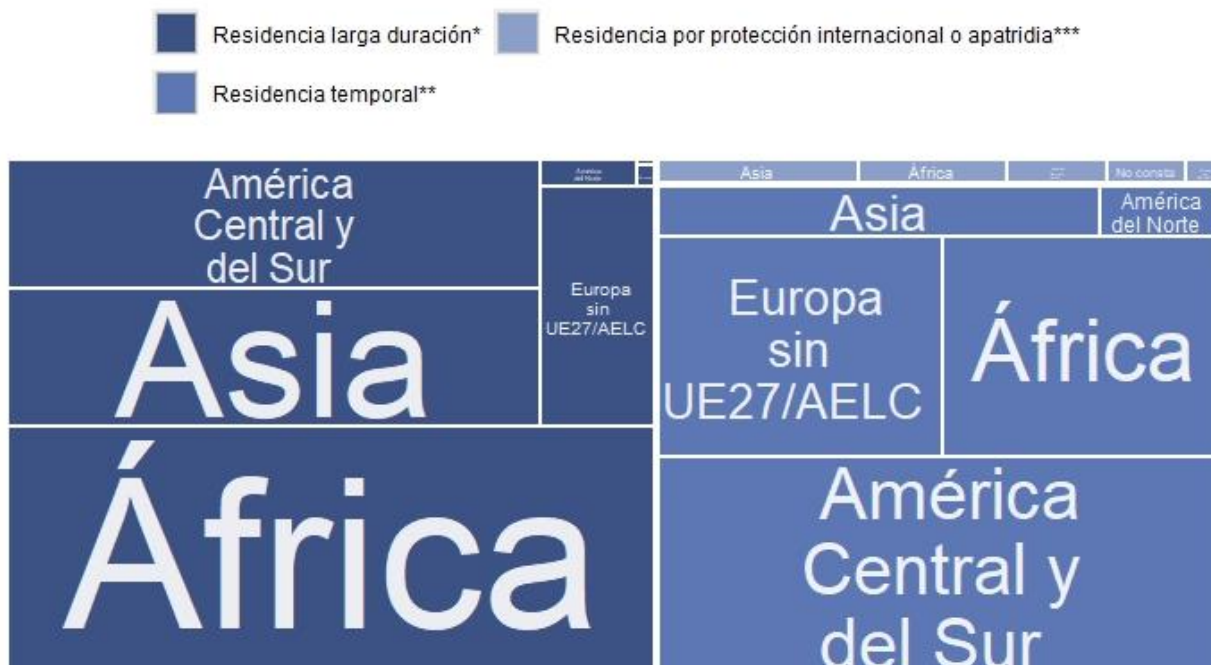 Residencia larga duración*
Residencia por protección internacional o apatridia***
Residencia temporal**
América
Central y
del Sur
América
del Norte
Europa
sin
UE27/AELC
Asia
África
Asia
África
No consta
Asia
América
del Norte
Europa
sin
UE27/AELC
África
América
Central y
del Sur